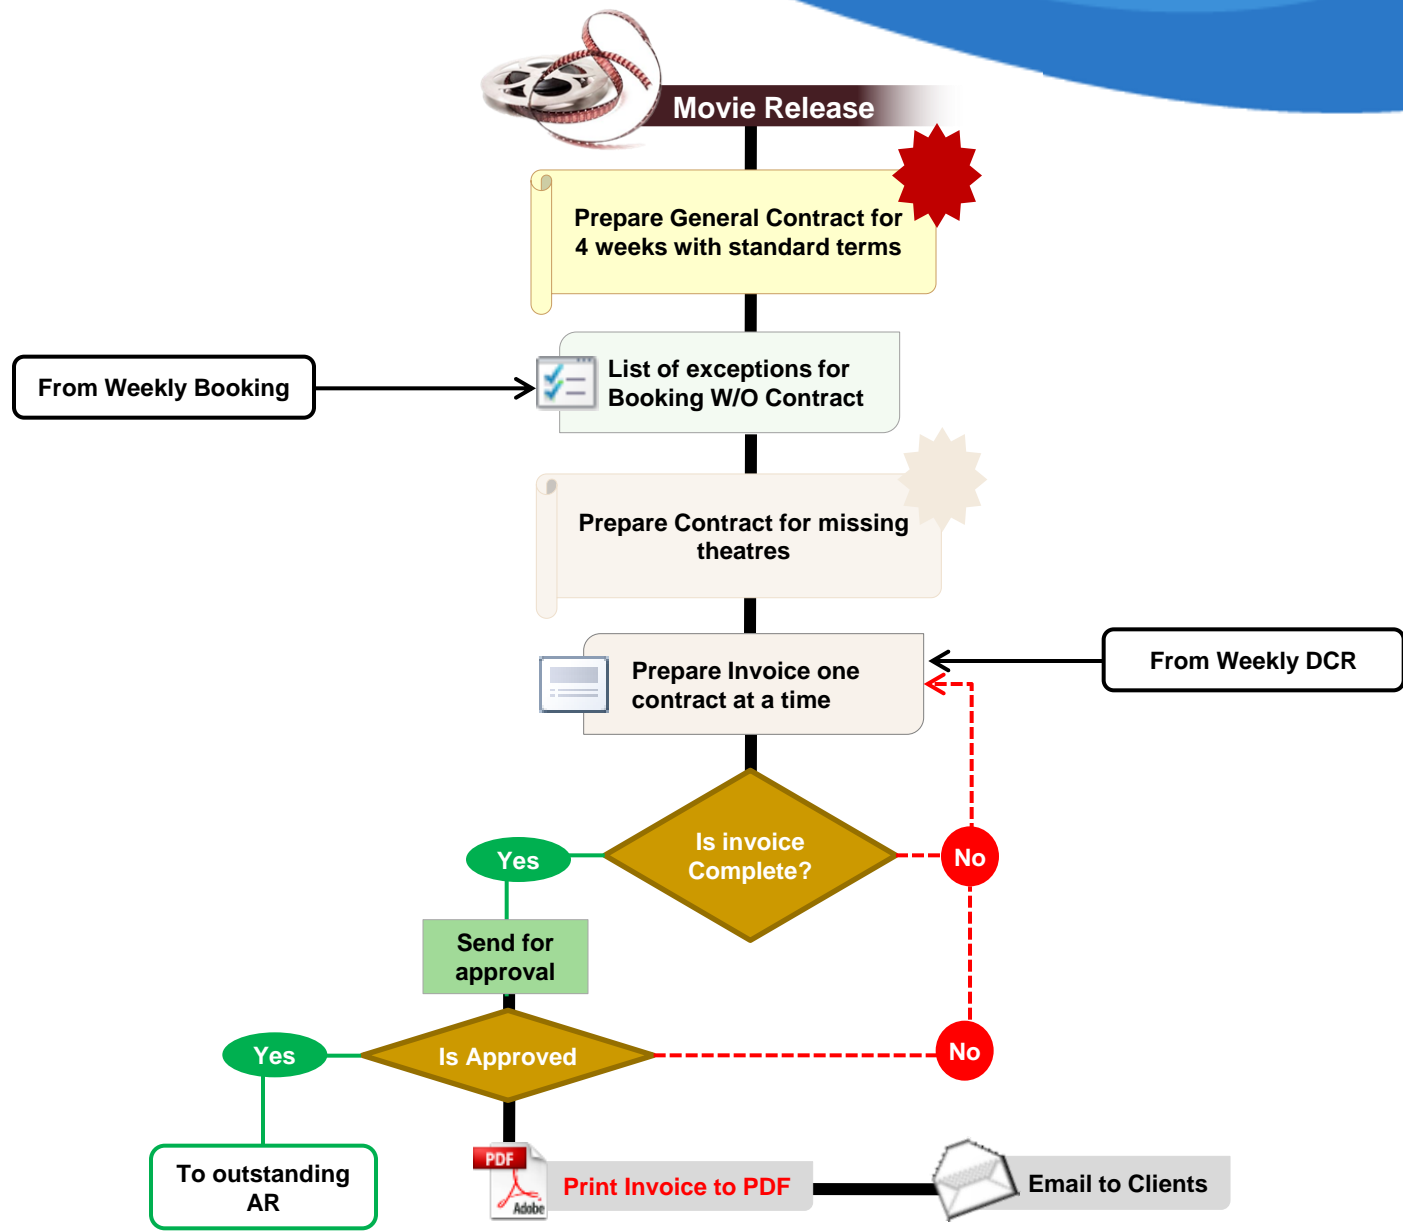 Movie Release
Prepare General Contract for
4 weeks with standard terms
From Weekly Booking
List of exceptions for
Booking W/O Contract
Prepare Contract for missing
theatres
Prepare Invoice one
contract at a time
From Weekly DCR
Is invoice
Complete?
Yes
No
Send for
approval
Yes
Is Approved
No
To outstanding
AR
PDF
Adobe
Print Invoice to PDF
Email to Clients